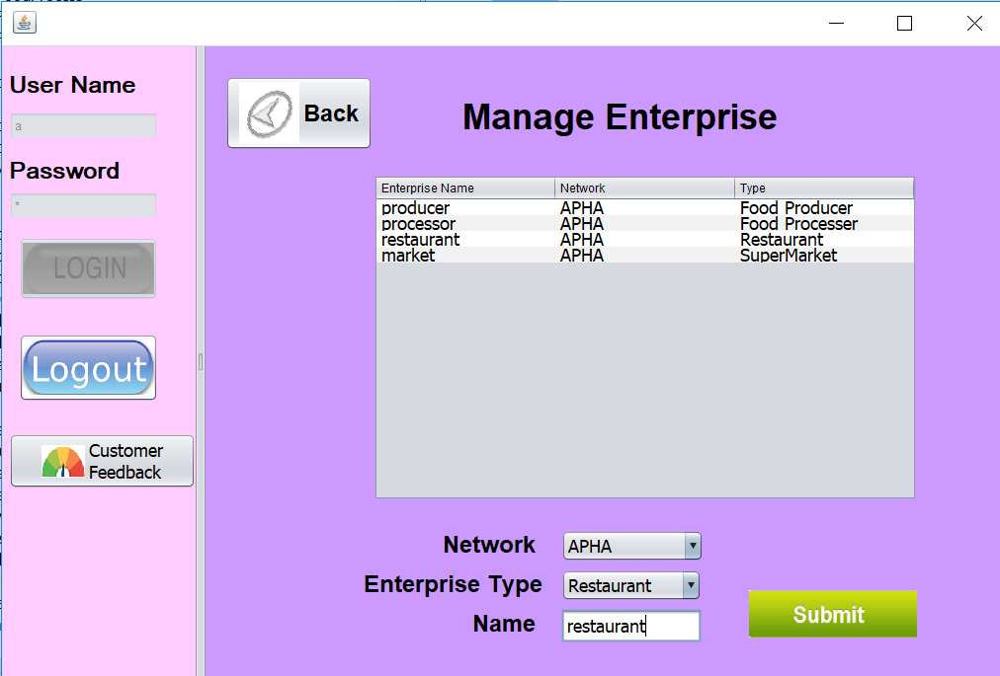 User Name
a
Password
*
LOGIN
Logout
Customer
Feedback
Back
Manage Enterprise
Enterprise Name Network Type
producer APHA Food Producer
processor APHA Food Processer
restaurant APHA Restaurant
market APHA SuperMarket
Network APHA
Enterprise Type Restaurant
Name restaurant
Submit